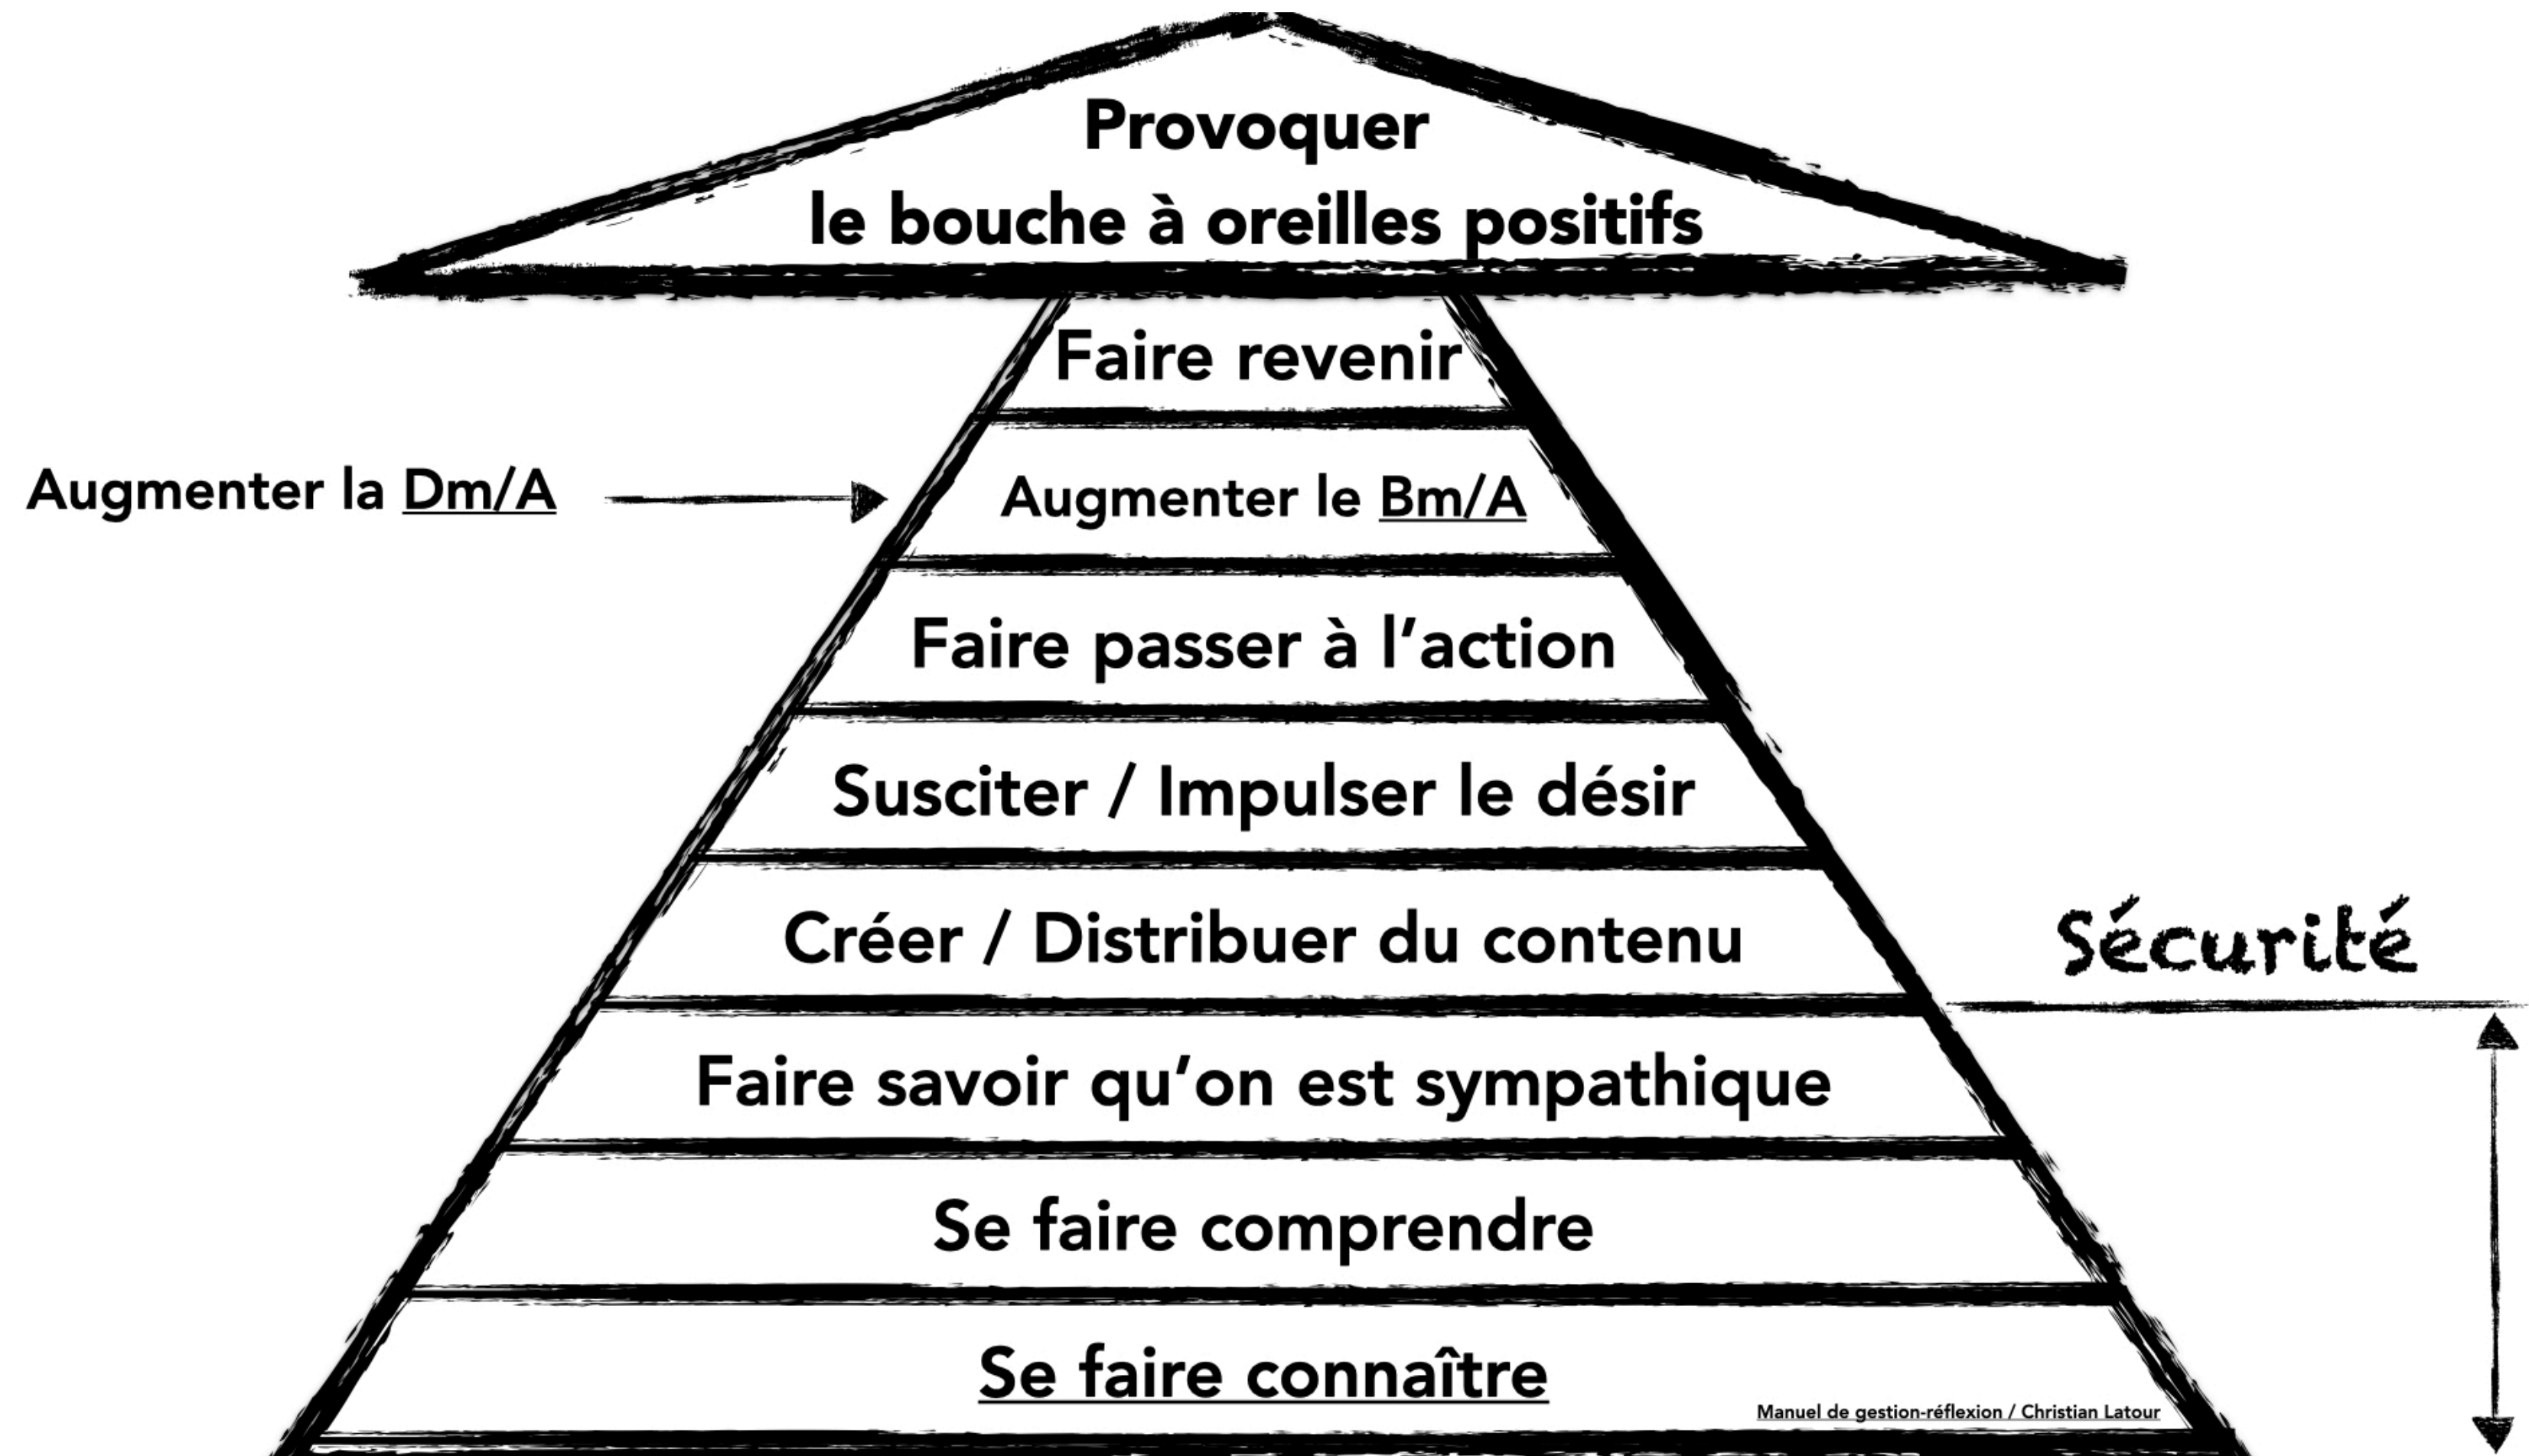 Provoquer
le bouche à oreilles positifs
Faire revenir
Augmenter la Dm/A
Augmenter le Bm/A
Faire passer à l’action
Susciter / Impulser le désir
Créer / Distribuer du contenu
Sécurité
Faire savoir qu’on est sympathique
Se faire comprendre
Se faire connaître
Manuel de gestion-réflexion / Christian Latour